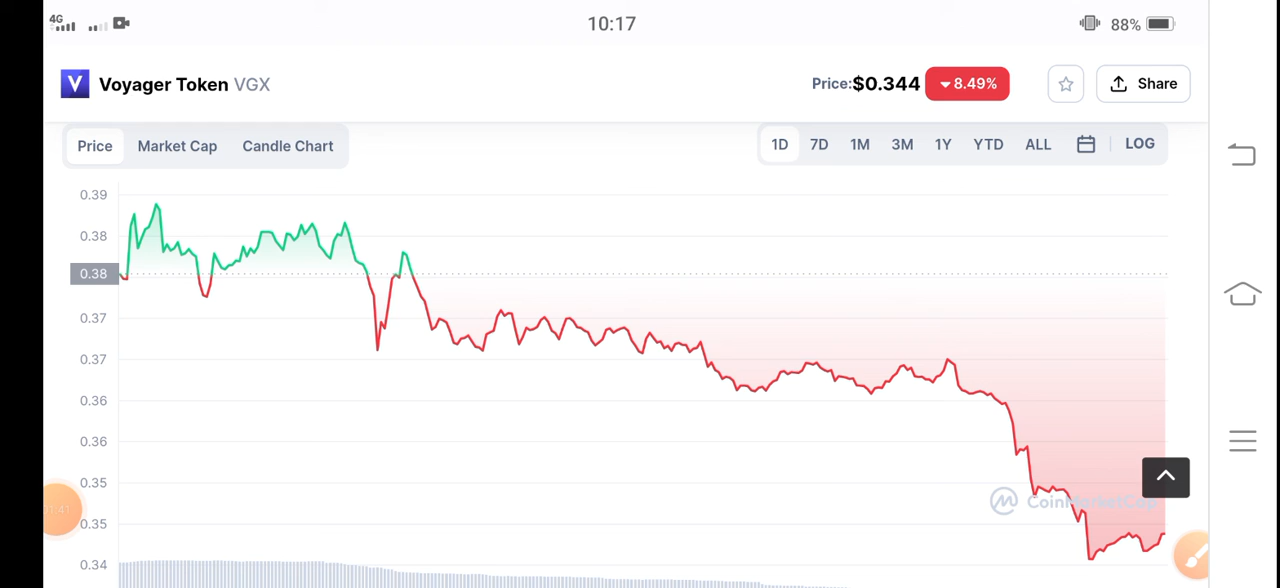 4G
10:17
88%
V Voyager Token VGX
Price:$0.344 8.49%
Share
Price Market Cap Candle Chart
1D 7D 1M 3M 1Y YTD ALL LOG
0.39
0.38
0.38
0.37
0.37
0.36
0.36
0.35
0.35
0.34
CoinMarketCap
01:41